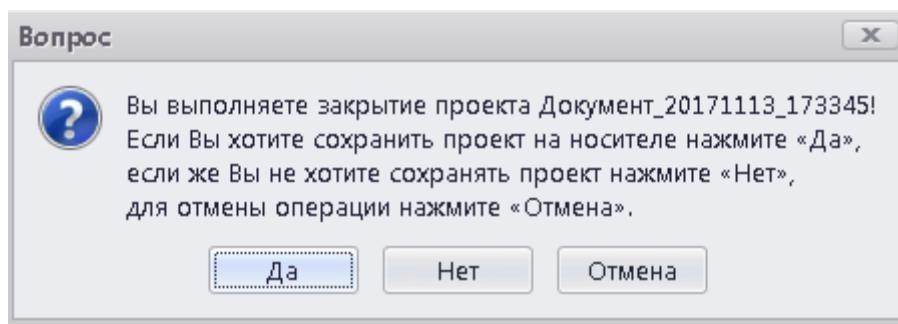 Вопрос
Вы выполняете закрытие проекта Документ_20171113_173345!
Если Вы хотите сохранить проект на носителе нажмите «Да»,
если же Вы не хотите сохранять проект нажмите «Нет»,
для отмены операции нажмите «Отмена».
Да Нет Отмена